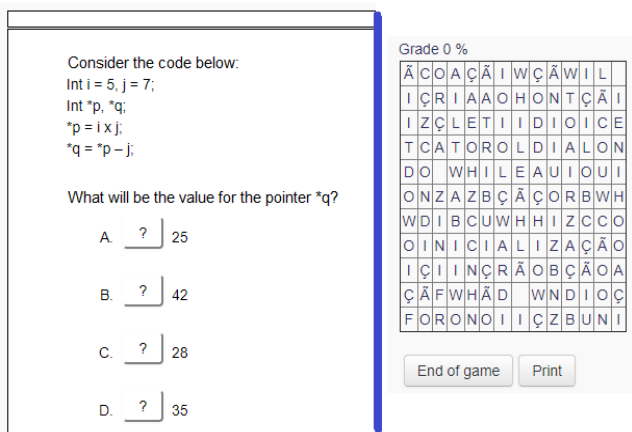 Consider the code below:
Int i = 5, j = 7;
Int *p, *q;
*p = i x j;
*q = *p – j;
What will be the value for the pointer *q?
A. ? 25
B. ? 42
C. ? 28
D. ? 35
Grade 0 %
Ã C O A Ç Ã I W Ç Ã W I L
I Ç R I A A O H O N T Ç Ã I
I Z Ç L E T I I D I O I C E
T C A T O R O L D I A L O N
D O W H I L E A U I O U I
O N Z A Z B Ç Ã Ç O R B W H
W D I B C U W H H I Z C C O
O I N I C I A L I Z A Ç Ã O
I Ç I I N Ç R Ã O B Ç Ã O A
Ç Ã F W H Ã D W N D I O Ç
F O R O N O I I Ç Z B U N I
End of game
Print